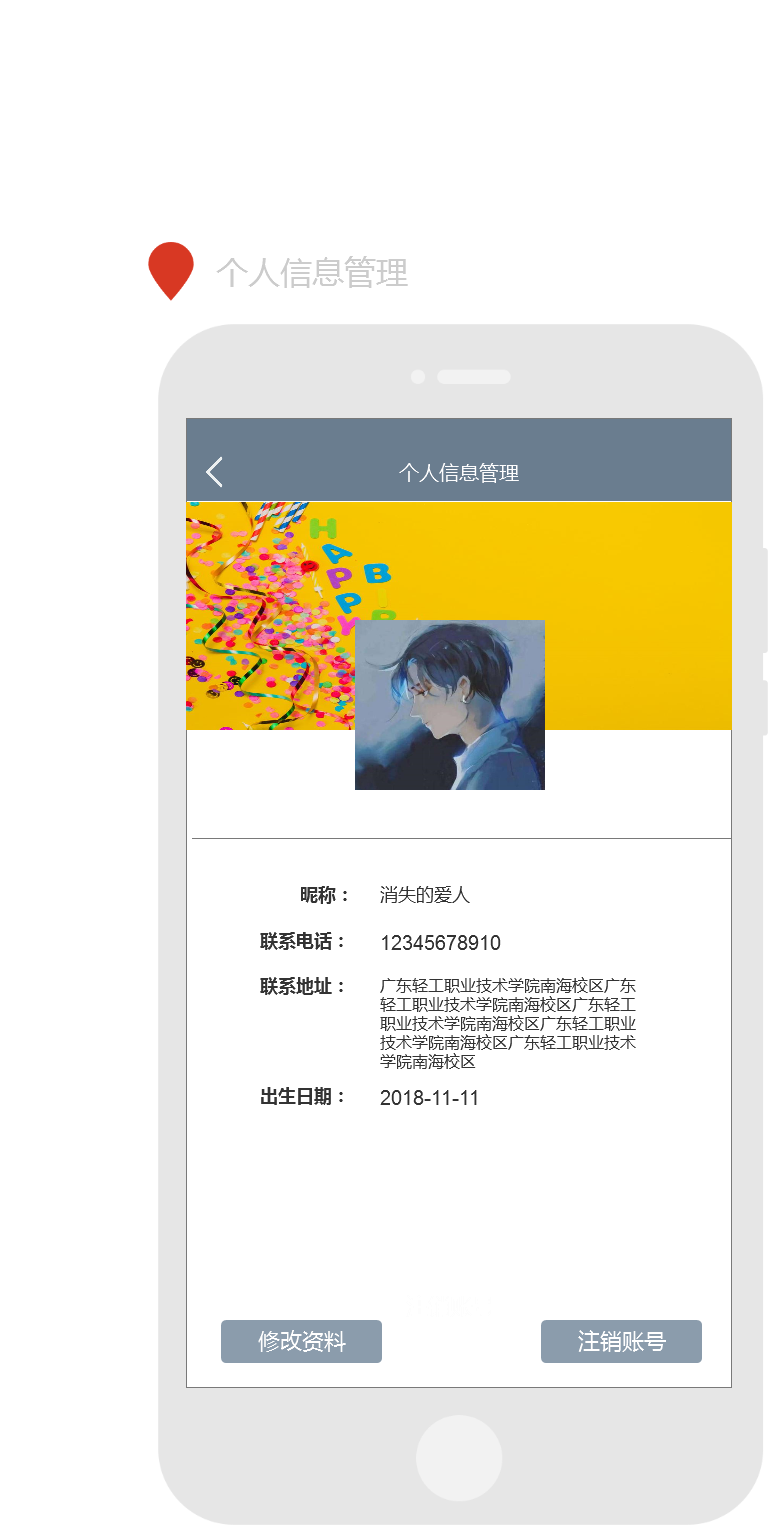 个人信息管理
个人信息管理
HAPPY
BI
昵称：
消失的爱人
联系电话：
12345678910
联系地址：
广东轻工职业技术学院南海校区广东
轻工职业技术学院南海校区广东轻工
职业技术学院南海校区广东轻工职业
技术学院南海校区广东轻工职业技术
学院南海校区
出生日期：
2018-11-11
修改资料
注销账号